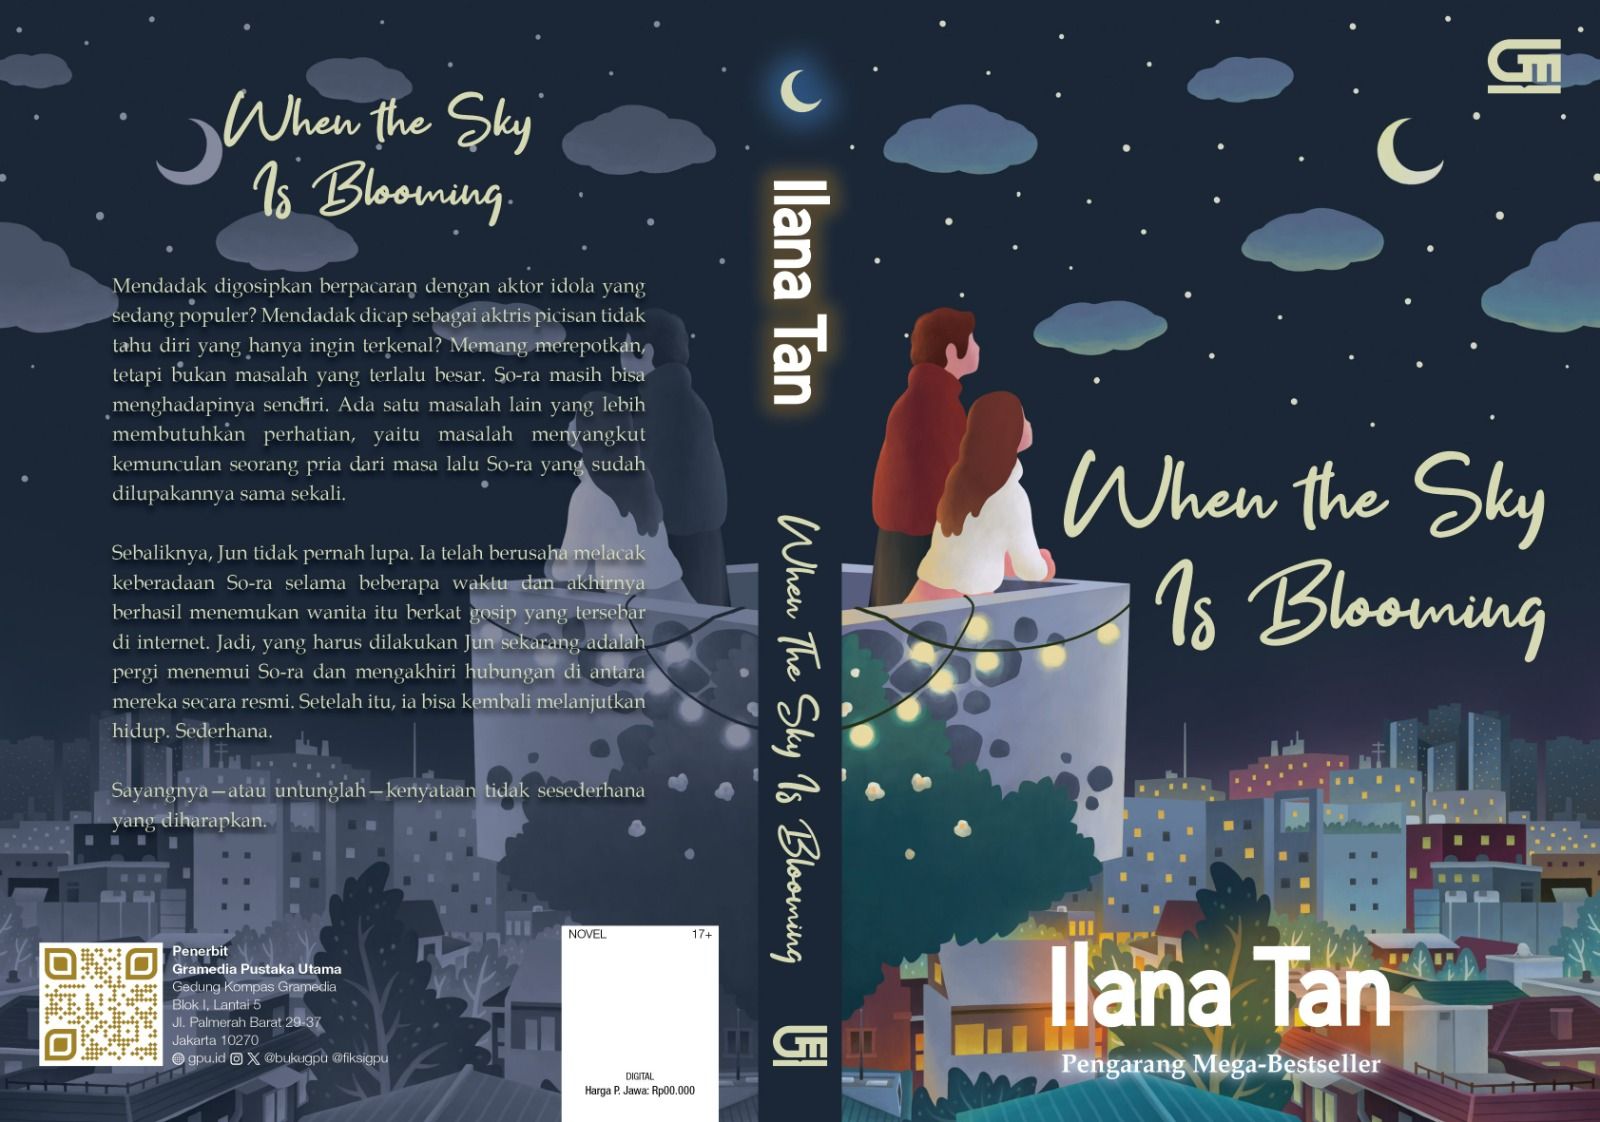 When the Sky
Is Blooming
Mendadak digosipkan berpacaran dengan aktor idola yang
sedang populer? Mendadak dicap sebagai aktris picisan tidak
tahu diri yang hanya ingin terkenal? Memang merepotkan,
tetapi bukan masalah yang terlalu besar. So-ra masih bisa
menghadapinya sendiri. Ada satu masalah lain yang lebih
membutuhkan perhatian, yaitu masalah menyangkut
kemunculan seorang pria dari masa lalu So-ra yang sudah
dilupakannya sama sekali.
Sebaliknya, Jun tidak pernah lupa. Ia telah berusaha melacak
keberadaan So-ra selama beberapa waktu dan akhirnya
berhasil menemukan wanita itu berkat gosip yang tersebar
di internet. Jadi, yang harus dilakukan Jun sekarang adalah
pergi menemui So-ra dan mengakhiri hubungan di antara
mereka secara resmi. Setelah itu, ia bisa kembali melanjutkan
hidup. Sederhana.
Sayangnya—atau untunglah—kenyataan tidak sesederhana
yang diharapkan.
Penerbit
Gramedia Pustaka Utama
Gedung Kompas Gramedia
Blok I, Lantai 5
Jl. Palmerah Barat 29-37
Jakarta 10270
gpu.id @bukugpu @fiksigpu
NOVEL 17+
DIGITAL
Harga P. Jawa: Rp00.000
Ilana Tan
When The Sky Is Blooming
When the Sky
Is Blooming
Ilana Tan
Pengarang Mega-Bestseller